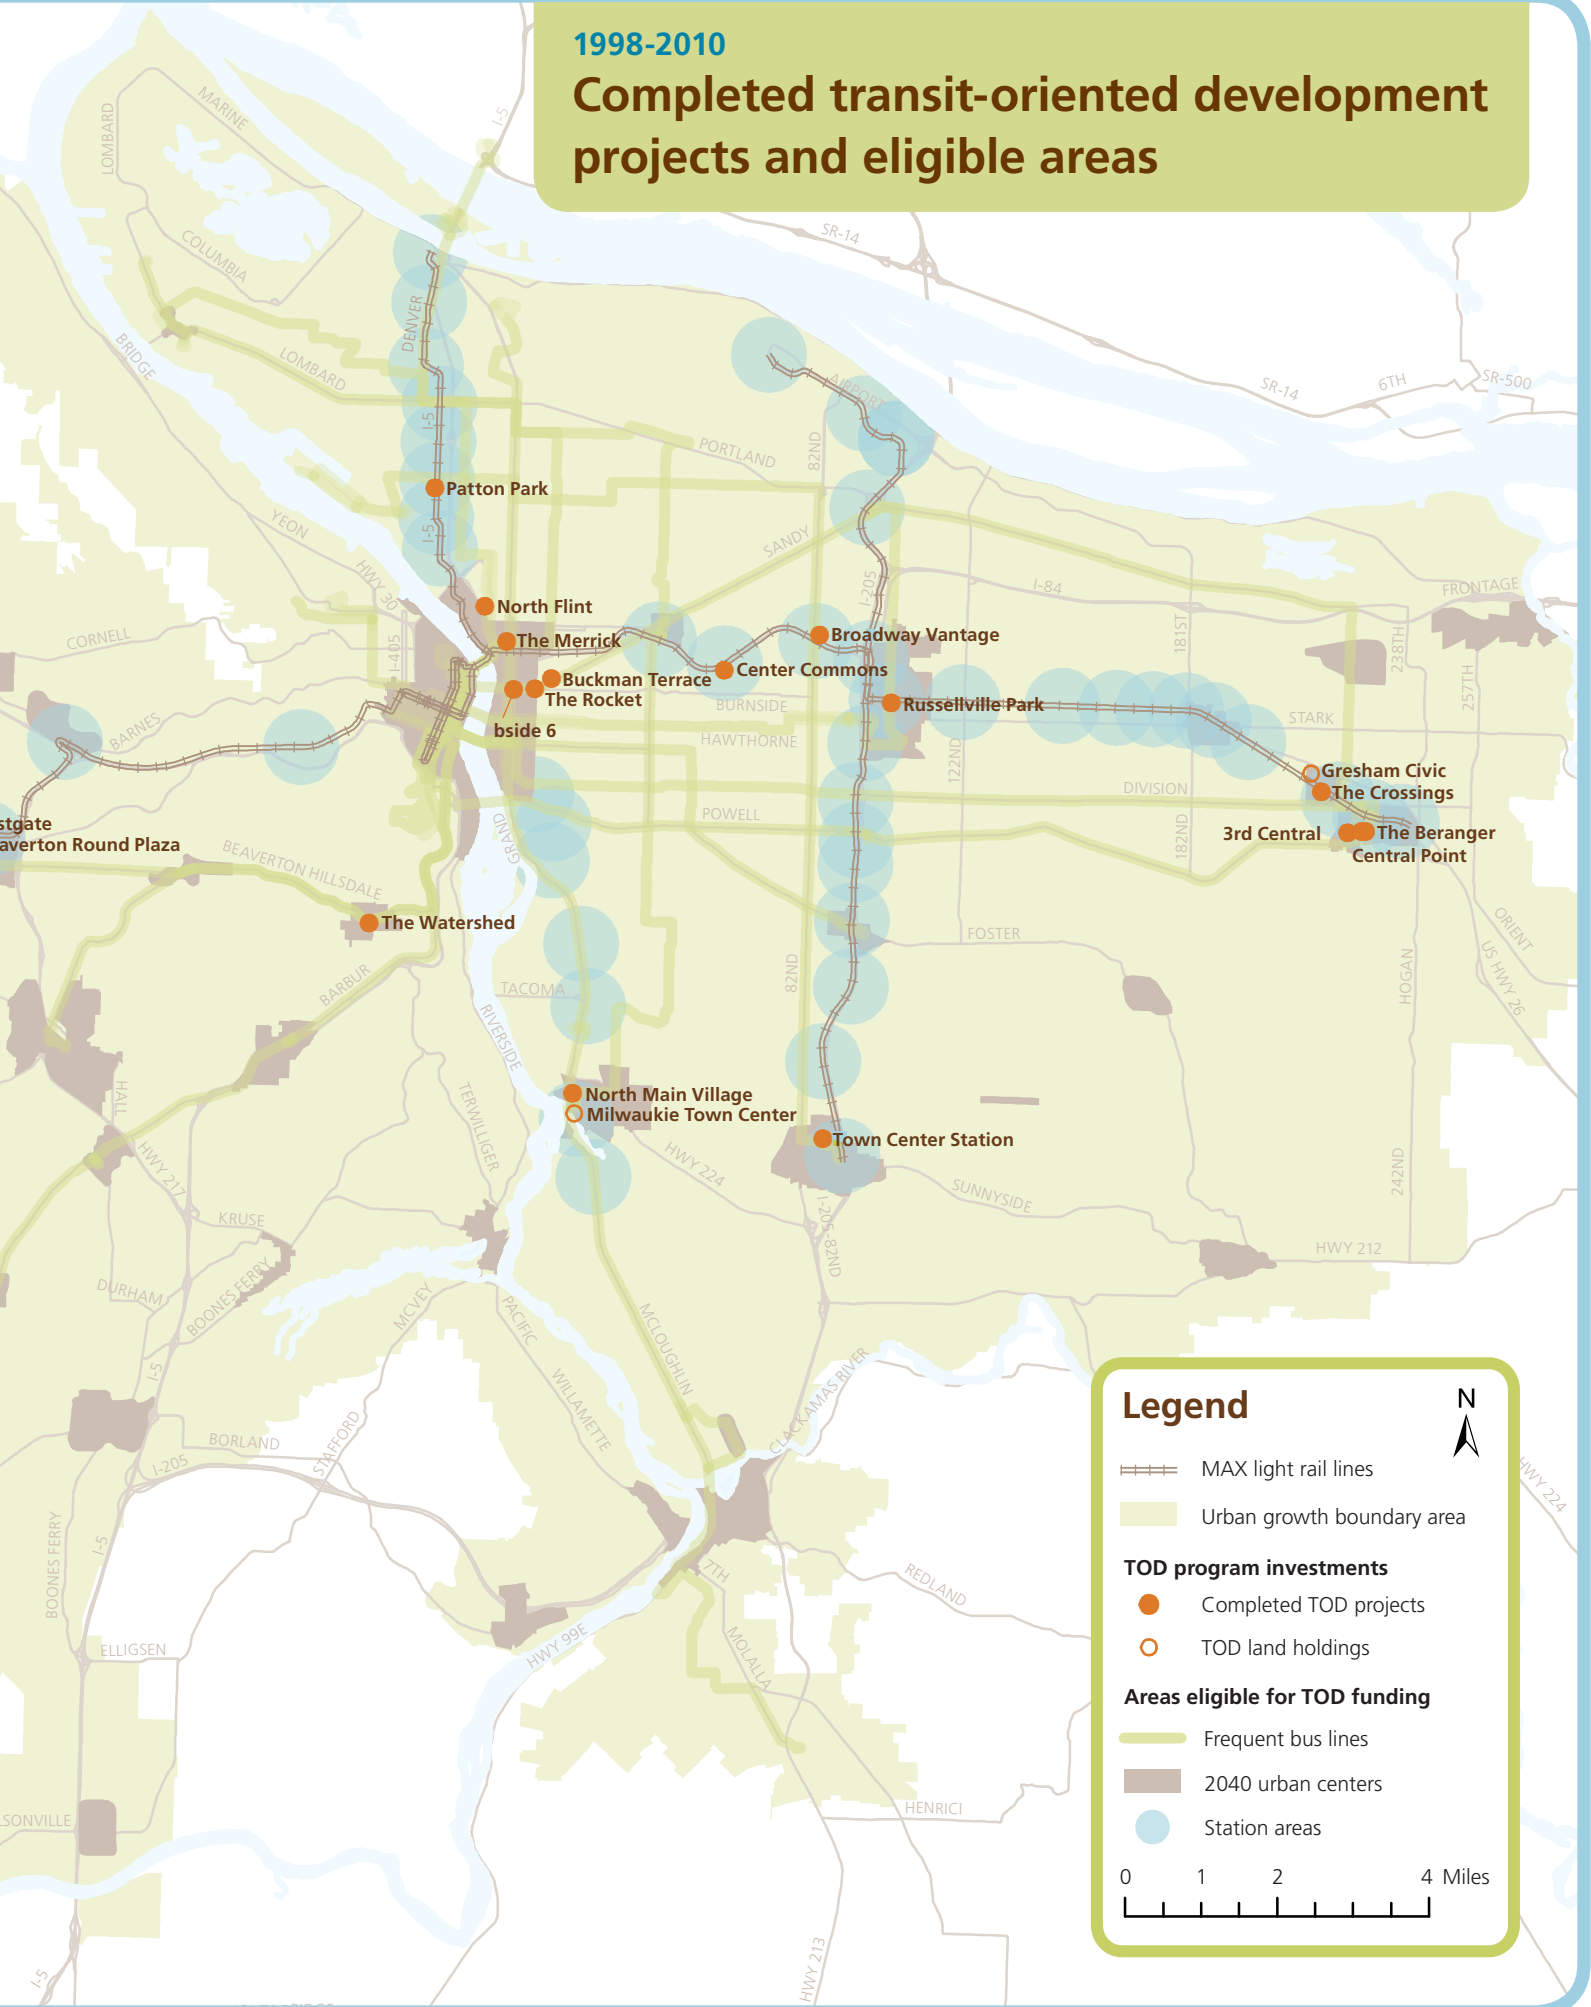 1998-2010
Completed transit-oriented development
projects and eligible areas
LOMBARD
MARINE
I-5
COLUMBIA
SR-14
DENVER
BRIDGE
LOMBARD
AIRPORT
SR-14
6TH
SR-500
I-5
PORTLAND
82ND
Patton Park
YEON
I-5
SANDY
HWY 30
I-205
I-84
FRONTAGE
North Flint
CORNELL
I-405
The Merrick
Broadway Vantage
181ST
238TH
Center Commons
Buckman Terrace
The Rocket
257TH
BURNSIDE
Russellville Park
BARNES
bside 6
HAWTHORNE
STARK
122ND
Gresham Civic
DIVISION
The Crossings
stgate
averton Round Plaza
POWELL
GRAND
182ND
3rd Central
The Beranger
Central Point
BEAVERTON HILLSDALE
The Watershed
FOSTER
ORIENT
BARBUR
TACOMA
82ND
HOGAN
US HWY 26
RIVERSIDE
HALL
TERWILLIGER
North Main Village
Milwaukie Town Center
Town Center Station
HWY 217
HWY 224
242ND
SUNNYSIDE
KRUSE
I-205-82ND
HWY 212
DURHAM
BOONES FERRY
MCVEY
PACIFIC
MCLOUGHLIN
I-5
WILLAMETTE
CLACKAMAS RIVER
BORLAND
STAFFORD
I-205
HWY 224
BOONES FERRY
I-5
7TH
REDLAND
HWY 99E
ELLIGSEN
MOLALLA
LSONVILLE
HENRICI
HWY 213
I-5
Legend
N
MAX light rail lines
Urban growth boundary area
TOD program investments
Completed TOD projects
TOD land holdings
Areas eligible for TOD funding
Frequent bus lines
2040 urban centers
Station areas
0 1 2 4 Miles